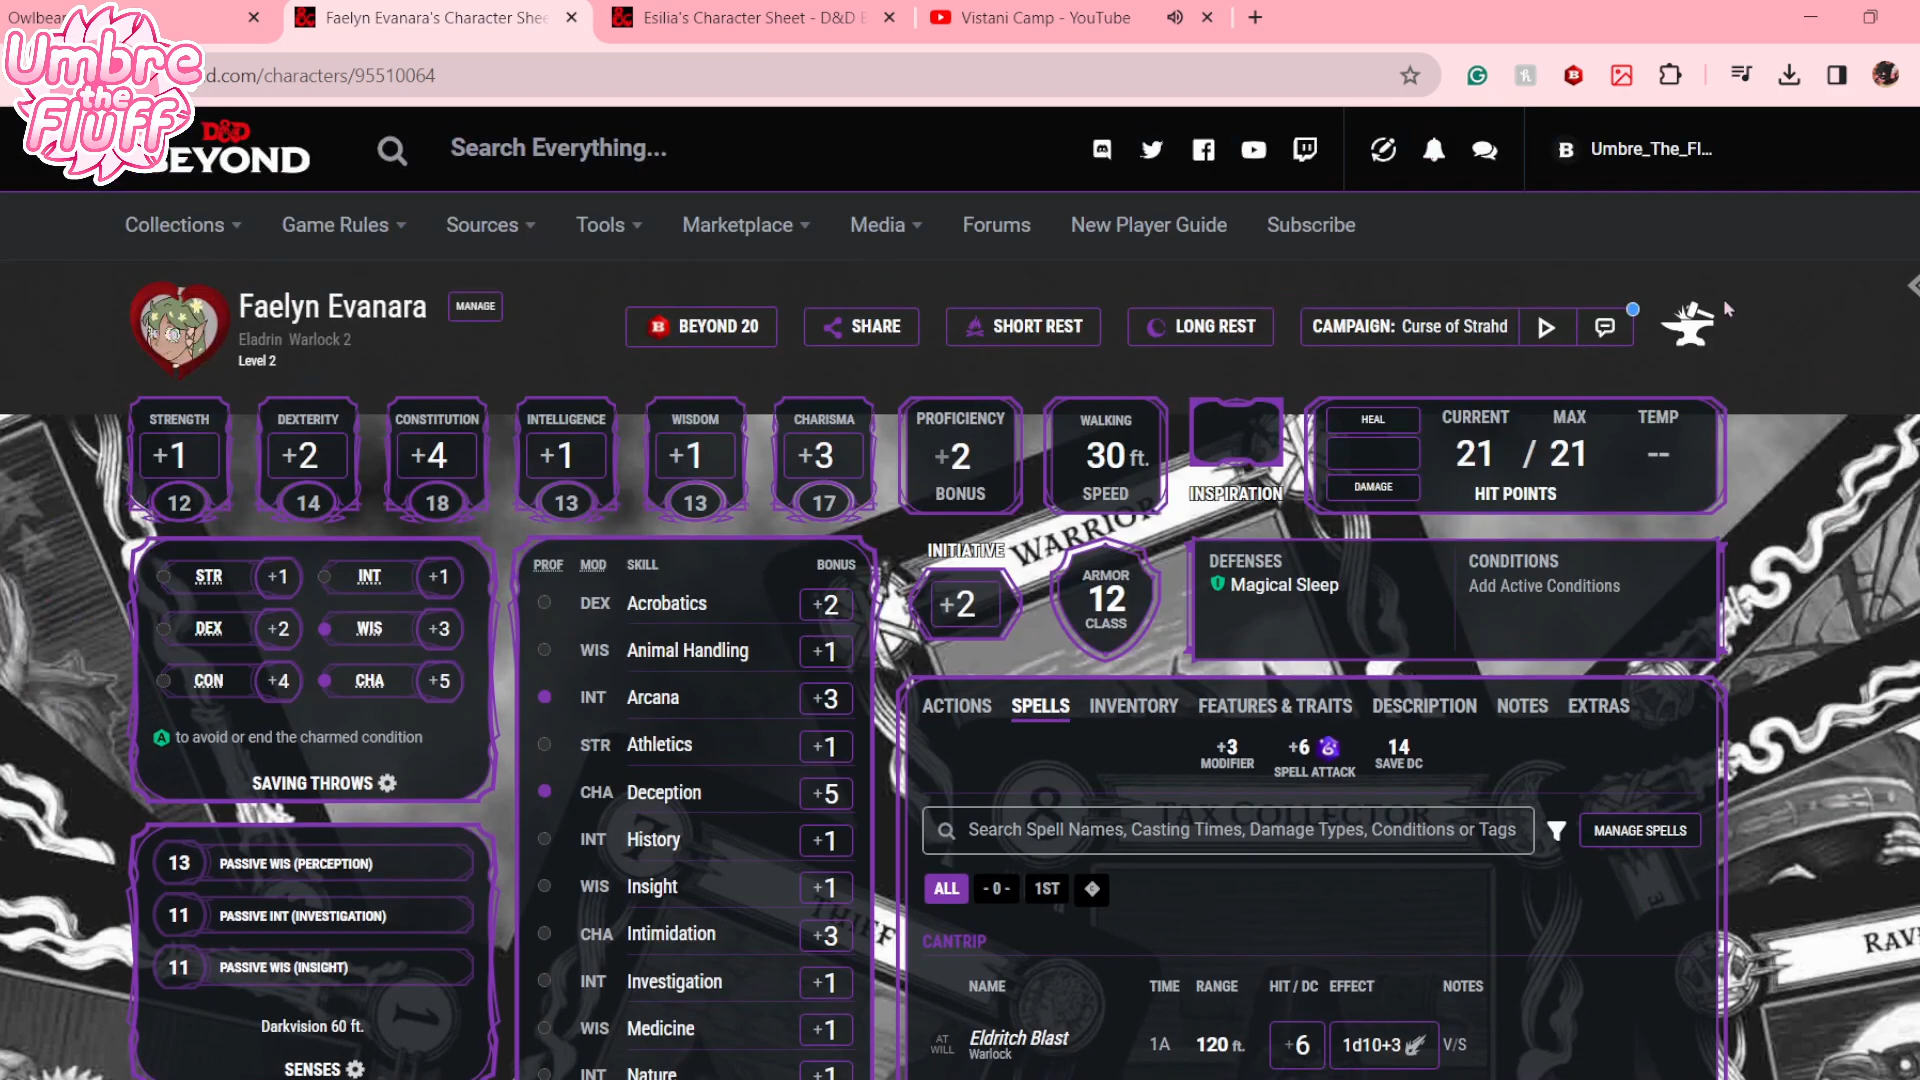 Owlbear
Faelyn Evanara's Character Shee
Esilia's Character Sheet - D&D B
Vistani Camp - YouTube
Umbre
the
Fluff
d.com/characters/95510064
D&D
BEYOND
Search Everything...
Umbre_The_Fl...
Collections
Game Rules
Sources
Tools
Marketplace
Media
Forums
New Player Guide
Subscribe
Faelyn Evanara
MANAGE
Eladrin Warlock 2
Level 2
BEYOND 20
SHARE
SHORT REST
LONG REST
CAMPAIGN: Curse of Strahd
STRENGTH
+1
12
DEXTERITY
+2
14
CONSTITUTION
+4
18
INTELLIGENCE
+1
13
WISDOM
+1
13
CHARISMA
+3
17
PROFICIENCY
+2
BONUS
WALKING
30 ft.
SPEED
INSPIRATION
HEAL
DAMAGE
CURRENT MAX TEMP
21 / 21 --
HIT POINTS
STR +1 INT +1
DEX +2 WIS +3
CON +4 CHA +5
A to avoid or end the charmed condition
SAVING THROWS
13 PASSIVE WIS (PERCEPTION)
11 PASSIVE INT (INVESTIGATION)
11 PASSIVE WIS (INSIGHT)
Darkvision 60 ft.
SENSES
PROF MOD SKILL BONUS
DEX Acrobatics +2
WIS Animal Handling +1
INT Arcana +3
STR Athletics +1
CHA Deception +5
INT History +1
WIS Insight +1
CHA Intimidation +3
INT Investigation +1
WIS Medicine +1
INT Nature +1
INITIATIVE
+2
WARRIOR
ARMOR
12
CLASS
DEFENSES
Magical Sleep
CONDITIONS
Add Active Conditions
ACTIONS SPELLS INVENTORY FEATURES & TRAITS DESCRIPTION NOTES EXTRAS
+3
MODIFIER
+6
SPELL ATTACK
14
SAVE DC
8 TAX COLLECTOR
Search Spell Names, Casting Times, Damage Types, Conditions or Tags
MANAGE SPELLS
ALL - 0 - 1ST
THIEF
CANTRIP
NAME TIME RANGE HIT / DC EFFECT NOTES
AT WILL
Eldritch Blast
Warlock
1A 120 ft. +6 1d10+3 V/S
RAV